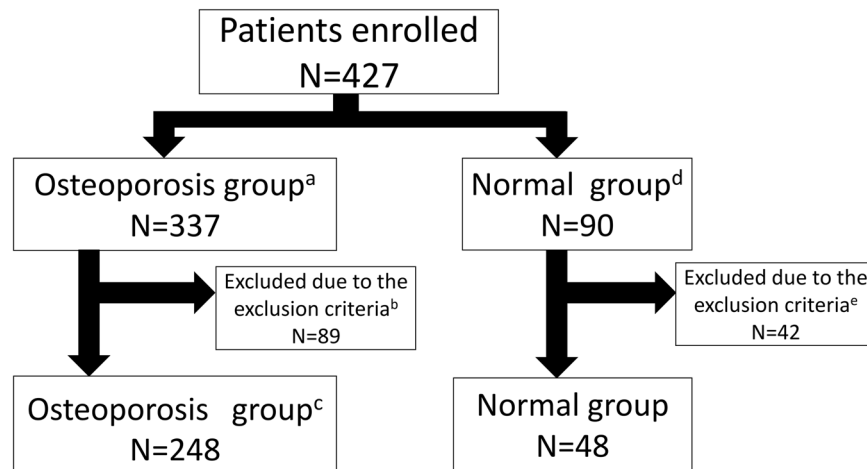 Patients enrolled
N=427
Osteoporosis groupᵃ
N=337
Normal groupᵈ
N=90
Excluded due to the
exclusion criteriaᵇ
N=89
Excluded due to the
exclusion criteriaᵉ
N=42
Osteoporosis groupᶜ
N=248
Normal group
N=48